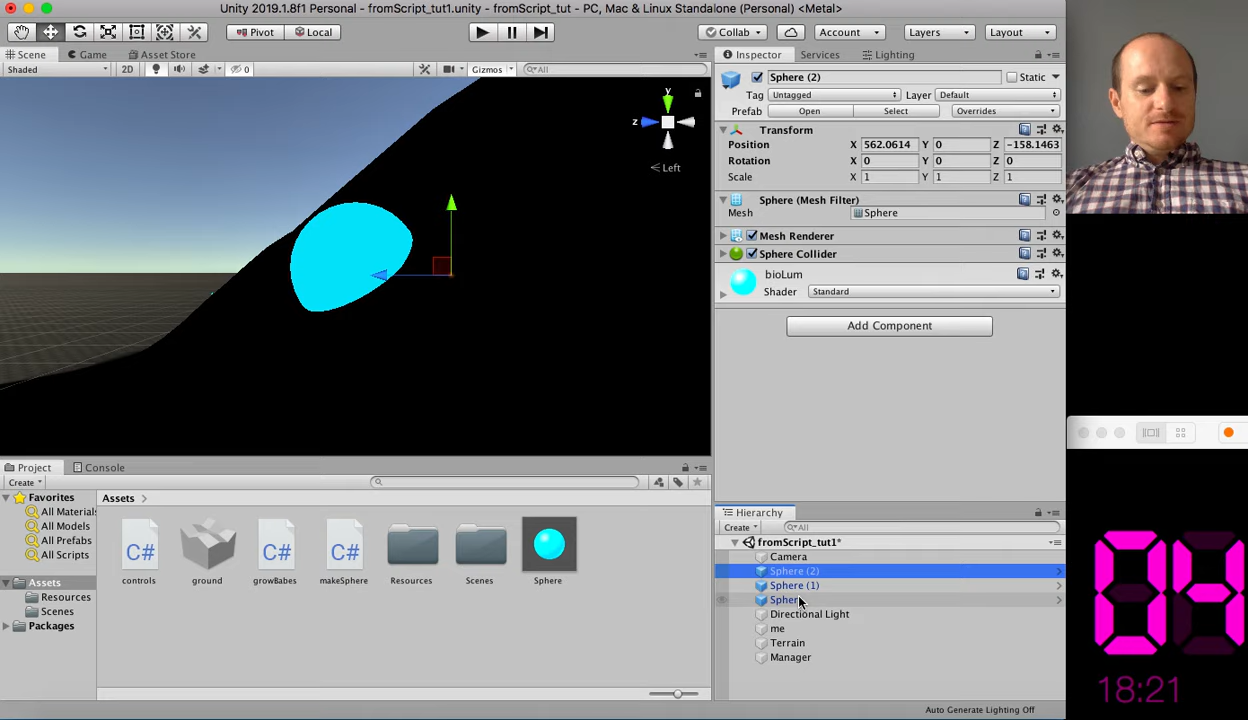 Unity 2019.1.8f1 Personal - fromScript_tut1.unity - fromScript_tut - PC, Mac & Linux Standalone (Personal) <Metal>
Pivot Local Collab Account Layers Layout
Scene Game Asset Store
Shaded 2D 0 Gizmos All
y
z
Left
Inspector Services Lighting
Sphere (2) Static
Tag Untagged Layer Default
Prefab Open Select Overrides
Transform
Position X 562.0614 Y 0 Z -158.1463
Rotation X 0 Y 0 Z 0
Scale X 1 Y 1 Z 1
Sphere (Mesh Filter)
Mesh Sphere
Mesh Renderer
Sphere Collider
bioLum
Shader Standard
Add Component
Project Console
Create
Favorites
All Materials
All Models
All Prefabs
All Scripts
Assets
Resources
Scenes
Packages
Assets
C# C# C#
controls ground growBabes makeSphere Resources Scenes Sphere
Hierarchy
Create All
fromScript_tut1*
Camera
Sphere (2)
Sphere (1)
Sphere
Directional Light
me
Terrain
Manager
Auto Generate Lighting Off
04
18:21